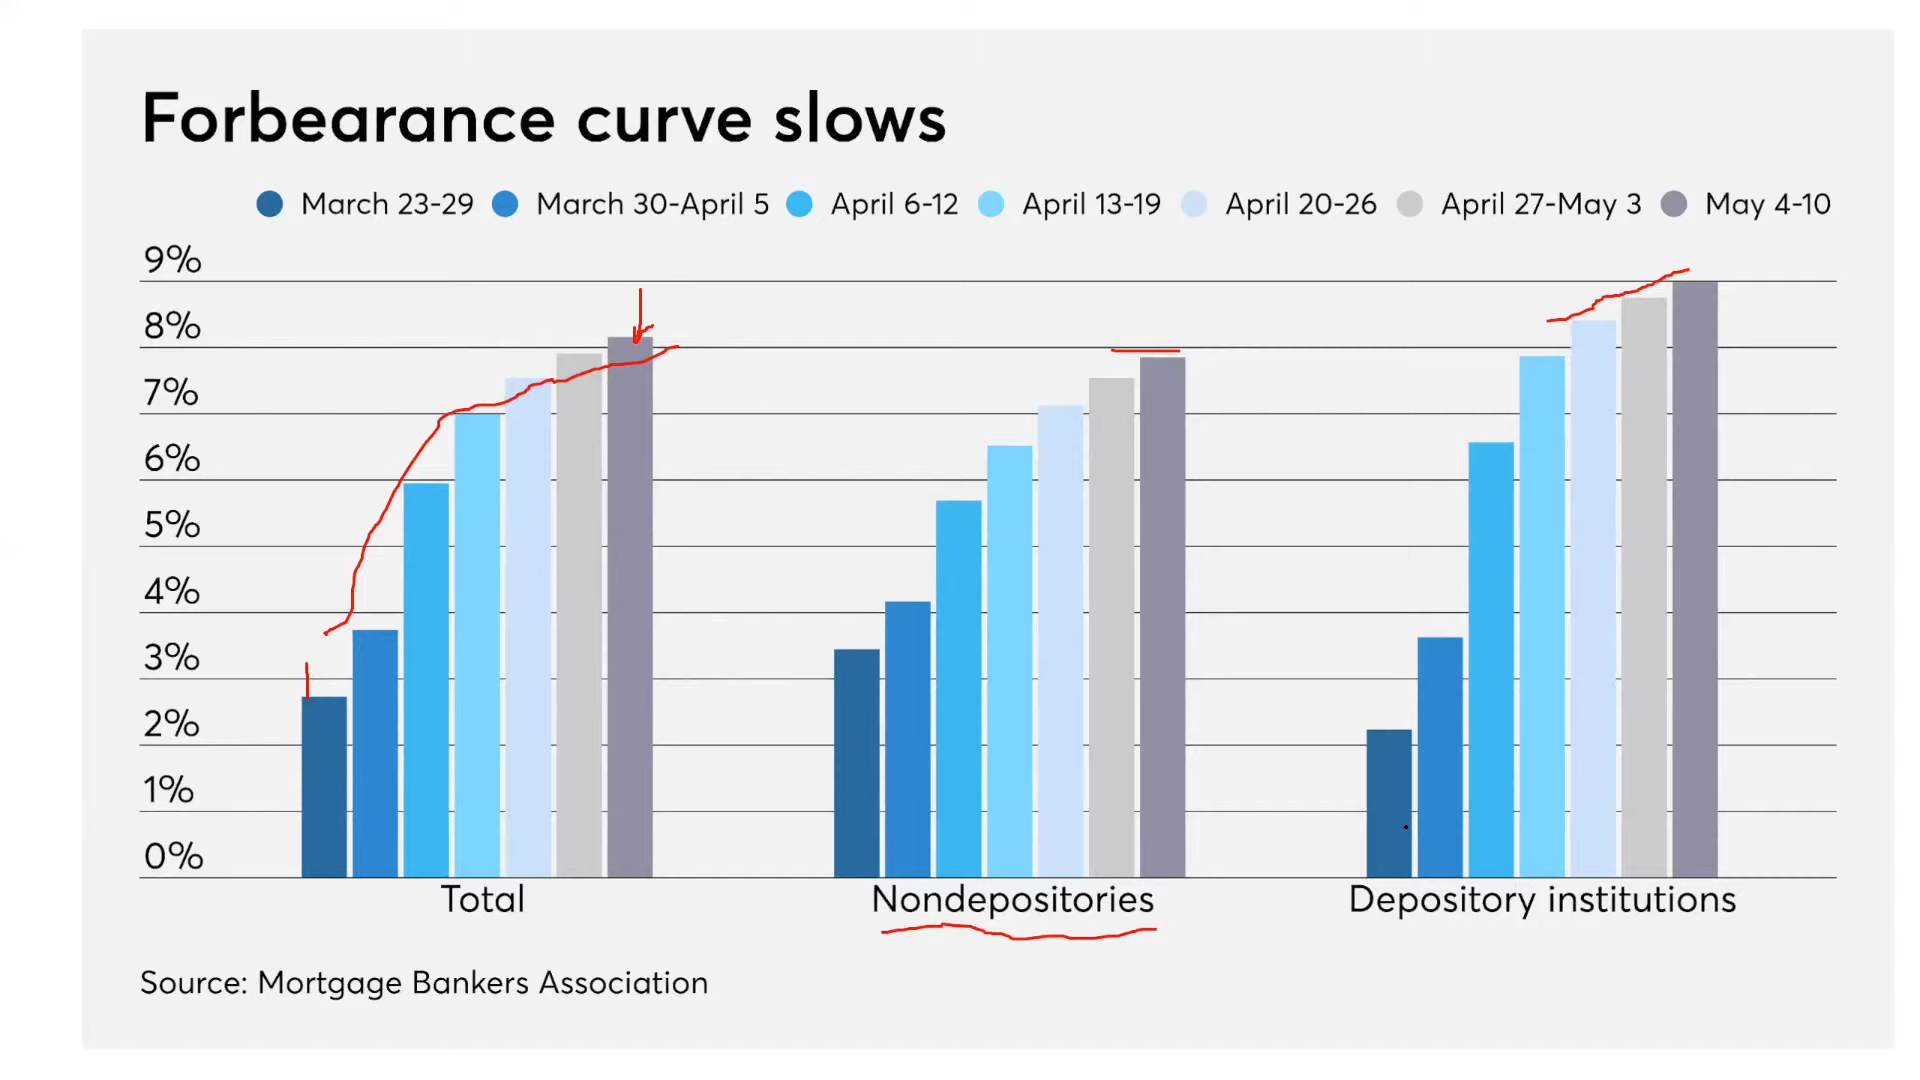 Forbearance curve slows
March 23-29 March 30-April 5 April 6-12 April 13-19 April 20-26 April 27-May 3 May 4-10
9%
8%
7%
6%
5%
4%
3%
2%
1%
0%
Total Nondepositories Depository institutions
Source: Mortgage Bankers Association